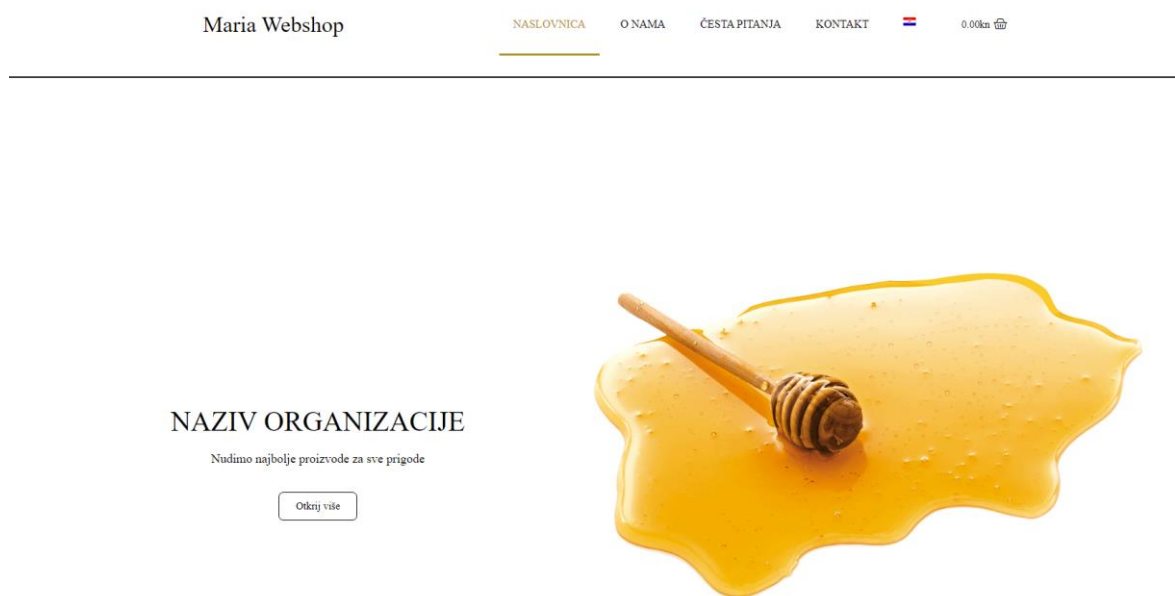 Maria Webshop
NASLOVNICA O NAMA ČESTA PITANJA KONTAKT 0.00kn
NAZIV ORGANIZACIJE
Nudimo najbolje proizvode za sve prigode
Otkrij više